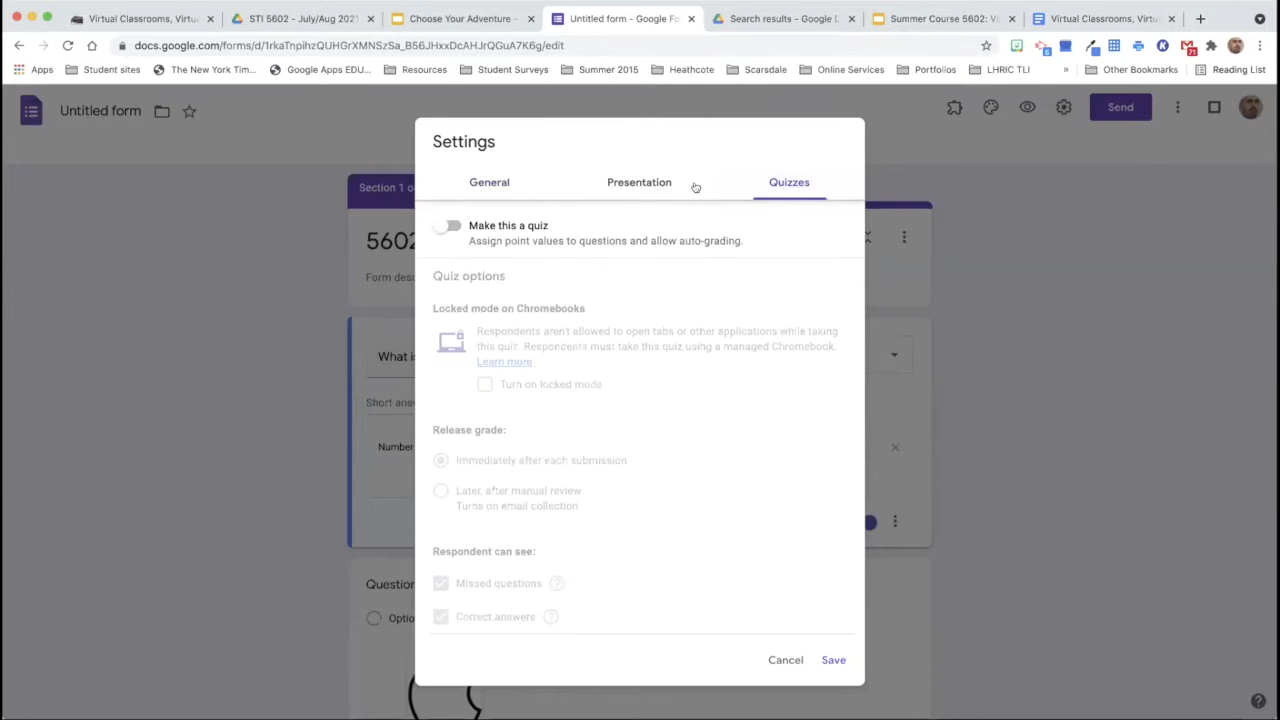 Virtual Classrooms, Virtu
STI 5602 - July/Aug 2021
Choose Your Adventure -
Untitled form - Google Fo
Search results - Google D
Summer Course 5602: Vi
Virtual Classrooms, Virtu
docs.google.com/forms/d/1rkaTnpihzQUHGrXMNSzSa_B56JHxxDcAHJrQGuA7K6g/edit
6
71
Apps
Student sites
The New York Tim...
Google Apps EDU...
Resources
Student Surveys
Summer 2015
Heathcote
Scarsdale
Online Services
Portfolios
LHRIC TLI
»
Other Bookmarks
Reading List
Untitled form
Send
Settings
General
Presentation
Quizzes
Section 1 o
Make this a quiz
Assign point values to questions and allow auto-grading.
5602
Form desc
Quiz options
Locked mode on Chromebooks
Respondents aren't allowed to open tabs or other applications while taking
this quiz. Respondents must take this quiz using a managed Chromebook.
Learn more
Turn on locked mode
What is
Short ans
Number
Release grade:
Immediately after each submission
Later, after manual review
Turns on email collection
Respondent can see:
Missed questions
Correct answers
Question
Optio
Cancel
Save